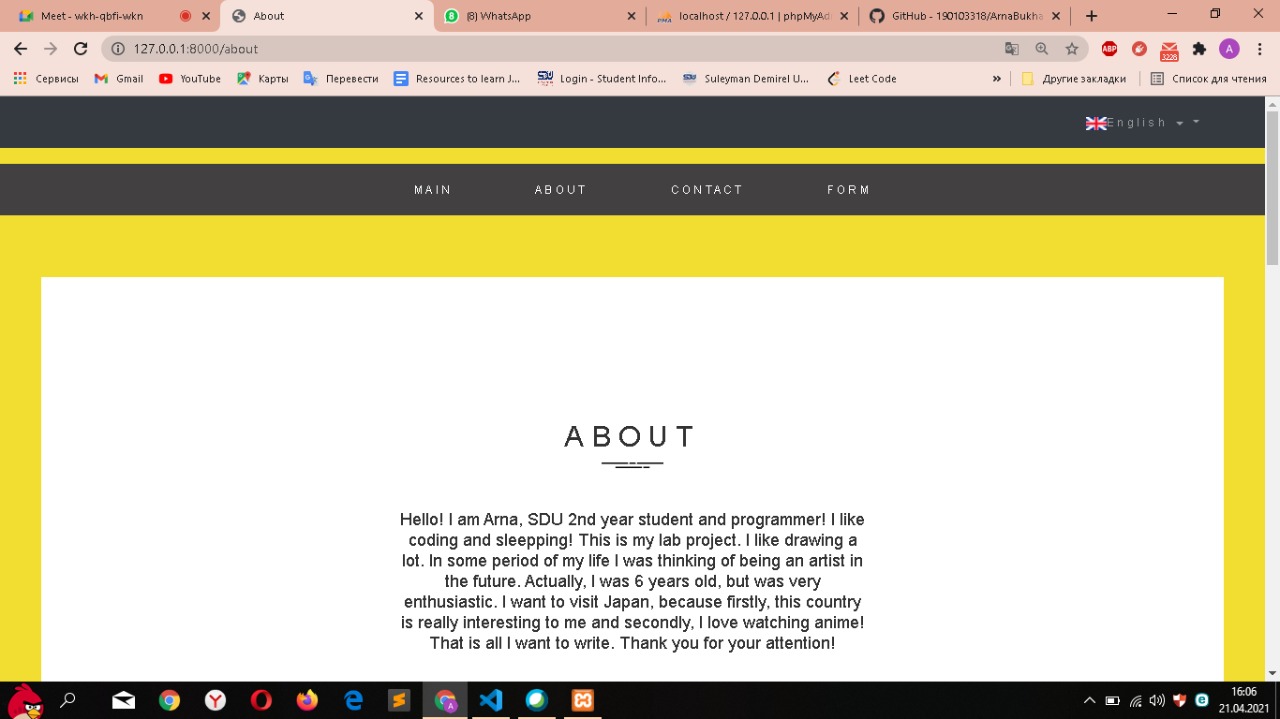 Meet - wkh-qbfi-wkn
About
(8) WhatsApp
localhost / 127.0.0.1 | phpMyAd
GitHub - 190103318/ArnaBukha
127.0.0.1:8000/about
ABP
3226
A
Сервисы
Gmail
YouTube
Карты
Перевести
Resources to learn J...
Login - Student Info...
Suleyman Demirel U...
Leet Code
»
Другие закладки
Список для чтения
English
MAIN
ABOUT
CONTACT
FORM
ABOUT
Hello! I am Arna, SDU 2nd year student and programmer! I like
coding and sleepping! This is my lab project. I like drawing a
lot. In some period of my life I was thinking of being an artist in
the future. Actually, I was 6 years old, but was very
enthusiastic. I want to visit Japan, because firstly, this country
is really interesting to me and secondly, I love watching anime!
That is all I want to write. Thank you for your attention!
16:06
21.04.2021